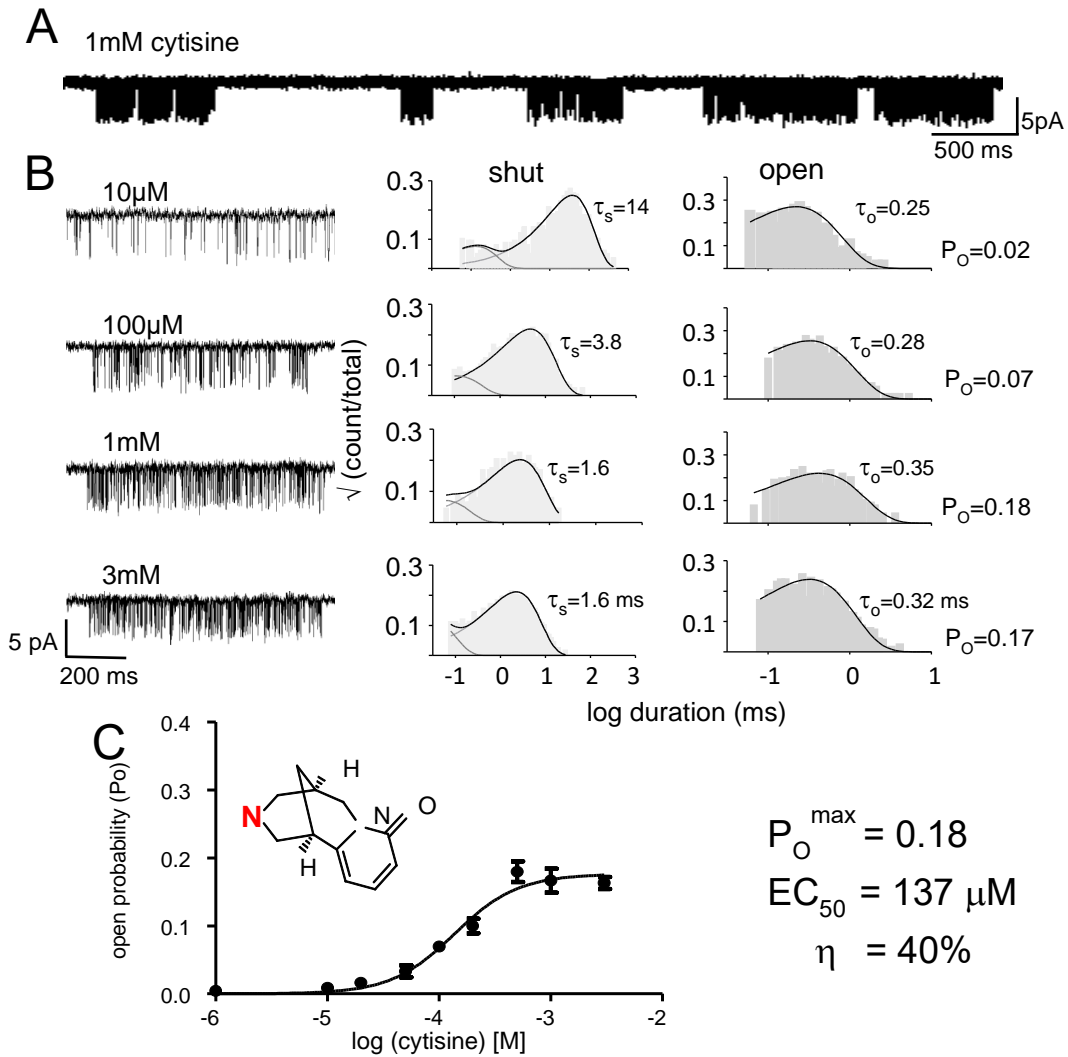 A
1mM cytisine
5pA
500 ms
B
shut
open
10µM
0.3
0.1
τs=14
0.3
0.1
τo=0.25
PO=0.02
100µM
0.3
0.1
τs=3.8
0.3
0.1
τo=0.28
PO=0.07
√ (count/total)
1mM
0.3
0.1
τs=1.6
0.3
0.1
τo=0.35
PO=0.18
3mM
0.3
0.1
τs=1.6 ms
0.3
0.1
τo=0.32 ms
PO=0.17
5 pA
200 ms
-1 0 1 2 3
-1 0 1
log duration (ms)
C
open probability (Po)
0.4
0.3
0.2
0.1
0.0
-6 -5 -4 -3 -2
log (cytisine) [M]
H
N
N
O
H
POmax = 0.18
EC50 = 137 µM
η = 40%